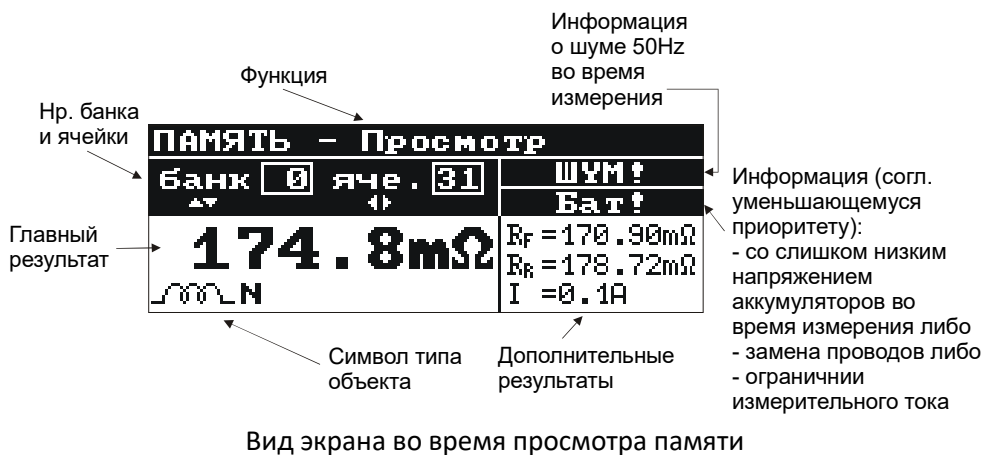 Информация
о шуме 50Hz
во время
измерения
Функция
Нр. банка
и ячейки
ПАМЯТЬ - Просмотр
банк 0 яче. 31
ШУМ!
Бат!
Главный
результат
174.8mΩ
N
RF =170.90mΩ
RR =178.72mΩ
I =0.1A
Информация (согл.
уменьшающемуся
приоритету):
- со слишком низким
напряжением
аккумуляторов во
время измерения либо
- замена проводов либо
- ограничнии
измерительного тока
Символ типа
объекта
Дополнительные
результаты
Вид экрана во время просмотра памяти